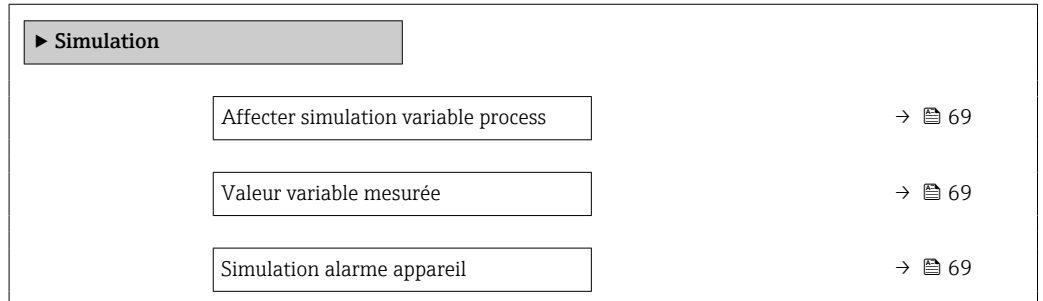 ▶ Simulation
Affecter simulation variable process → 69
Valeur variable mesurée → 69
Simulation alarme appareil → 69